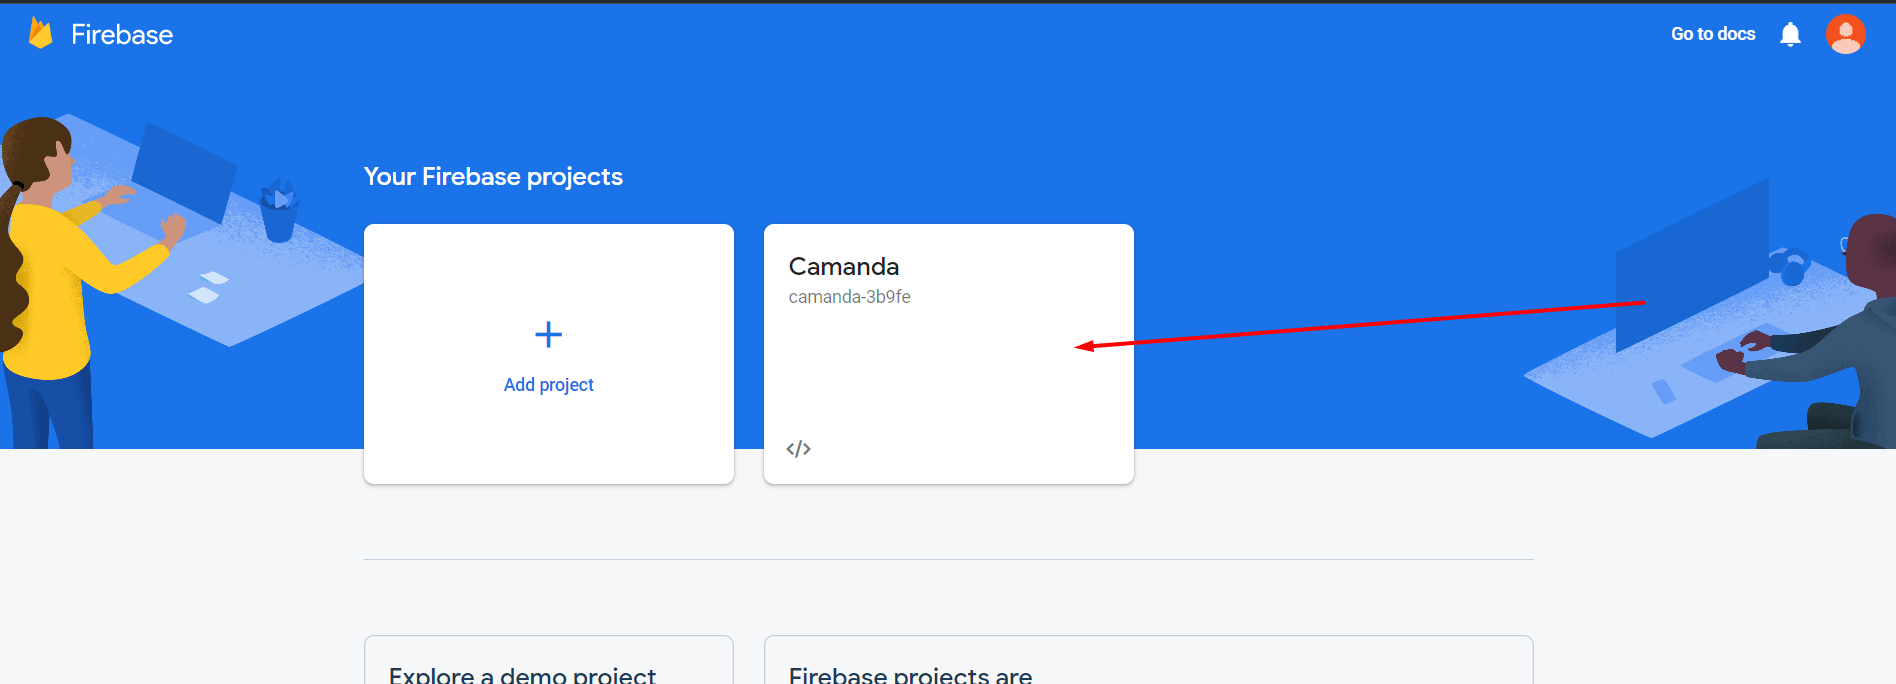 Firebase
Go to docs
Your Firebase projects
Add project
Camanda
camanda-3b9fe
</>
Explore a demo project
Firebase projects are